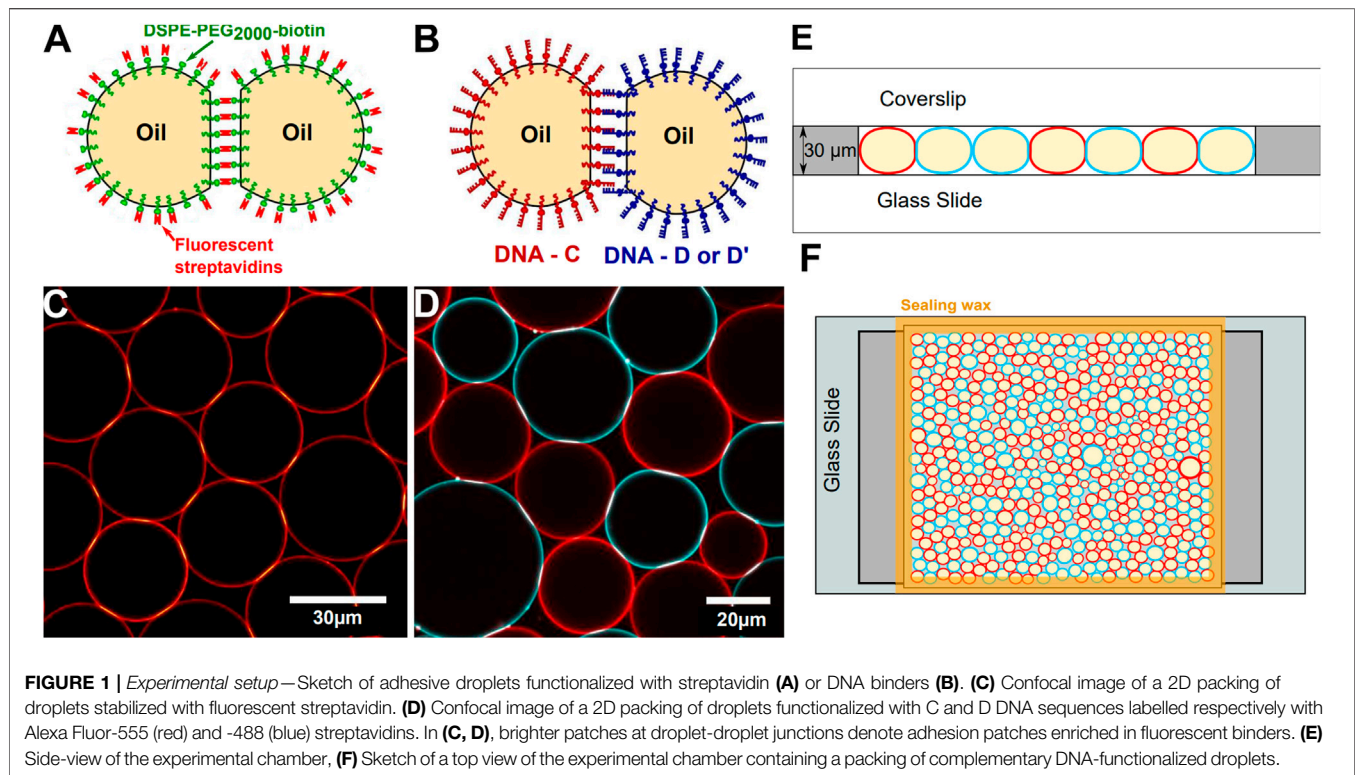 A
DSPE-PEG2000-biotin
Oil
Oil
Fluorescent
streptavidins
B
Oil
Oil
DNA - C
DNA - D or D'
E
Coverslip
30 µm
Glass Slide
C
30µm
D
20µm
F
Sealing wax
Glass Slide
FIGURE 1 | Experimental setup—Sketch of adhesive droplets functionalized with streptavidin (A) or DNA binders (B). (C) Confocal image of a 2D packing of
droplets stabilized with fluorescent streptavidin. (D) Confocal image of a 2D packing of droplets functionalized with C and D DNA sequences labelled respectively with
Alexa Fluor-555 (red) and -488 (blue) streptavidins. In (C, D), brighter patches at droplet-droplet junctions denote adhesion patches enriched in fluorescent binders. (E)
Side-view of the experimental chamber, (F) Sketch of a top view of the experimental chamber containing a packing of complementary DNA-functionalized droplets.